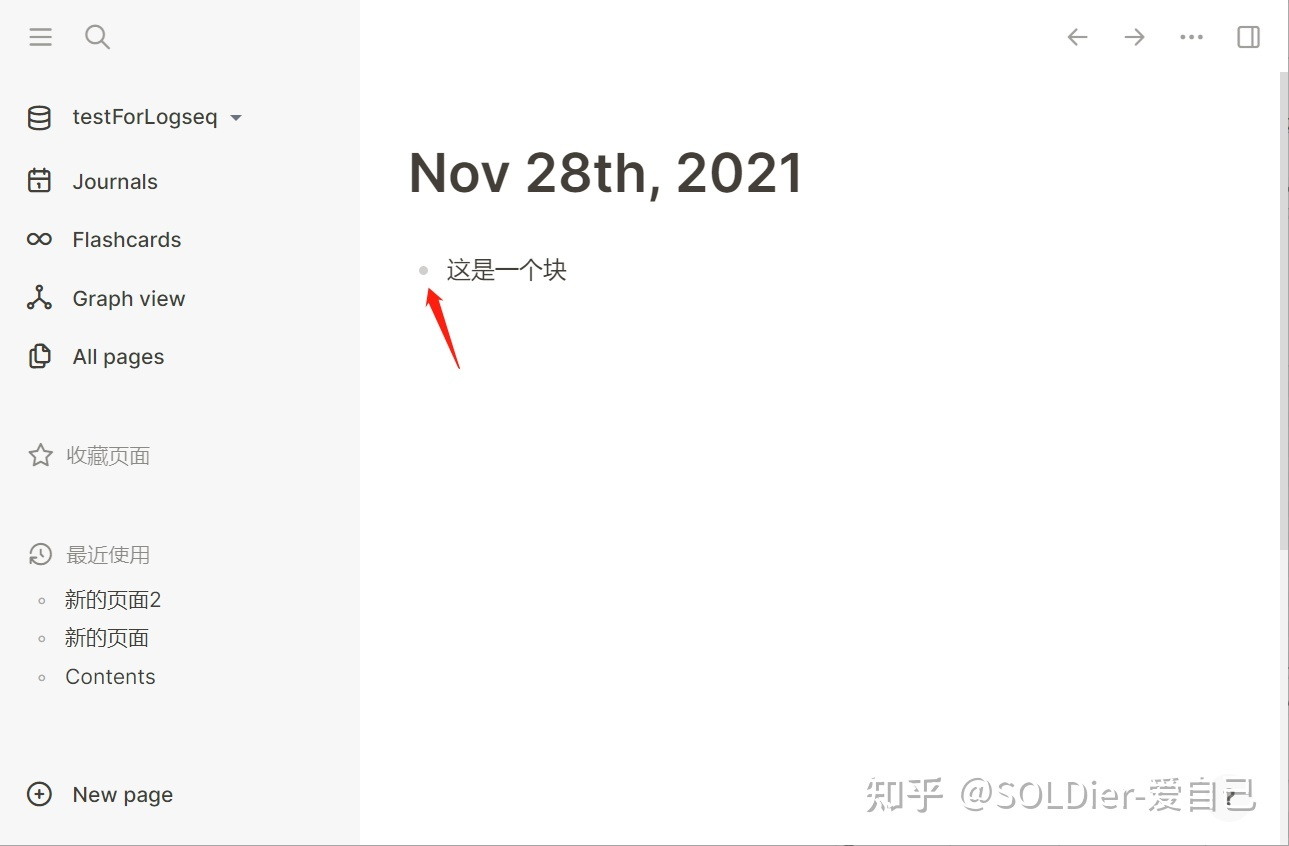 testForLogseq
Journals
Flashcards
Graph view
All pages
收藏页面
最近使用
新的页面2
新的页面
Contents
New page
Nov 28th, 2021
这是一个块
知乎 @SOLDier-爱自己